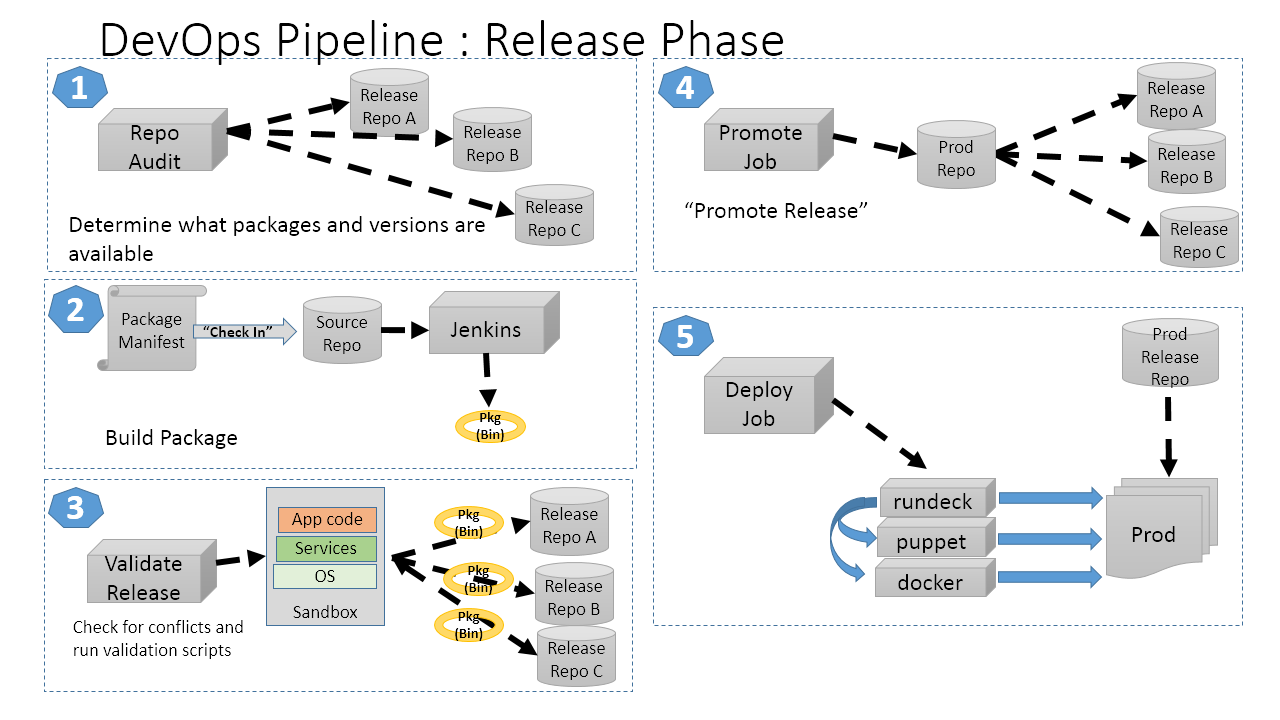 DevOps Pipeline : Release Phase
1
Repo
Audit
Release
Repo A
Release
Repo B
Release
Repo C
Determine what packages and versions are
available
2
Package
Manifest
“Check In”
Source
Repo
Jenkins
Pkg
(Bin)
Build Package
3
Validate
Release
Check for conflicts and
run validation scripts
App code
Services
OS
Sandbox
Pkg
(Bin)
Pkg
(Bin)
Pkg
(Bin)
Release
Repo A
Release
Repo B
Release
Repo C
4
Promote
Job
“Promote Release”
Prod
Repo
Release
Repo A
Release
Repo B
Release
Repo C
5
Deploy
Job
Prod
Release
Repo
rundeck
puppet
docker
Prod